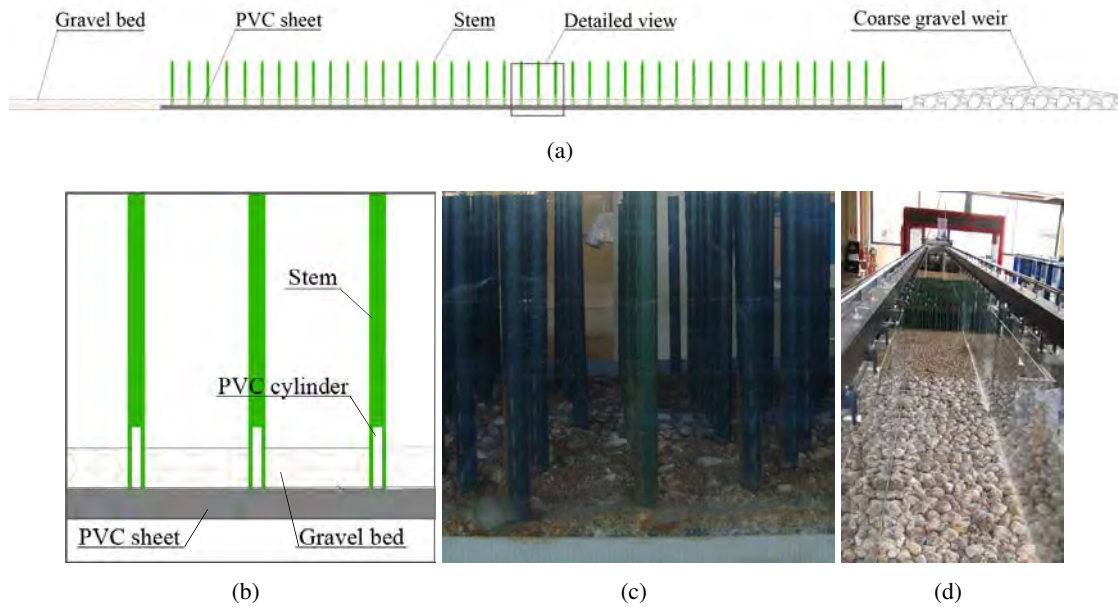 Gravel bed
PVC sheet
Stem
Detailed view
Coarse gravel weir
(a)
Stem
PVC cylinder
PVC sheet
Gravel bed
(b)
(c)
(d)